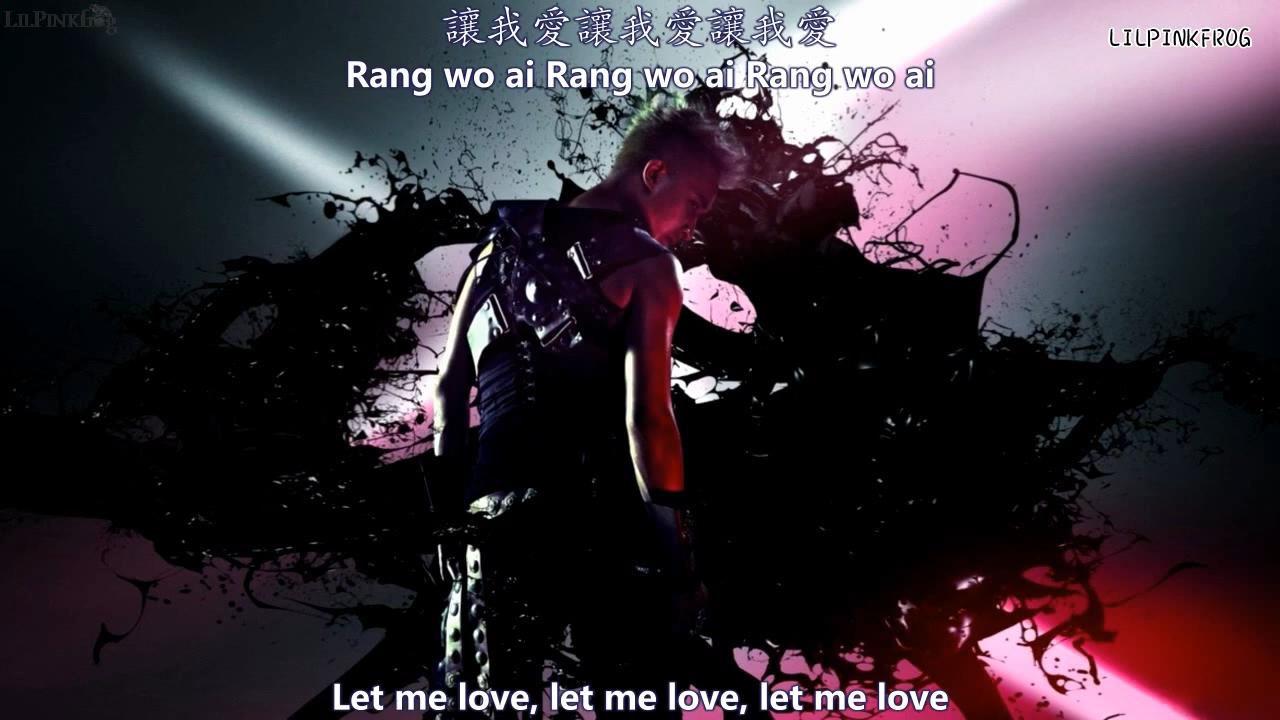 LILPINKFROG
讓我愛讓我愛讓我愛
LILPINKFROG
Rang wo ai Rang wo ai Rang wo ai
Let me love, let me love, let me love